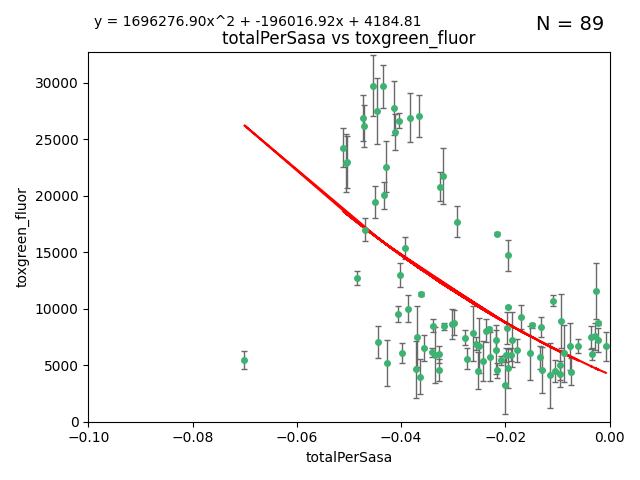 y = 1696276.90x^2 + -196016.92x + 4184.81
N = 89
totalPerSasa vs toxgreen_fluor
30000
25000
20000
15000
10000
5000
0
toxgreen_fluor
−0.10
−0.08
−0.06
−0.04
−0.02
0.00
totalPerSasa